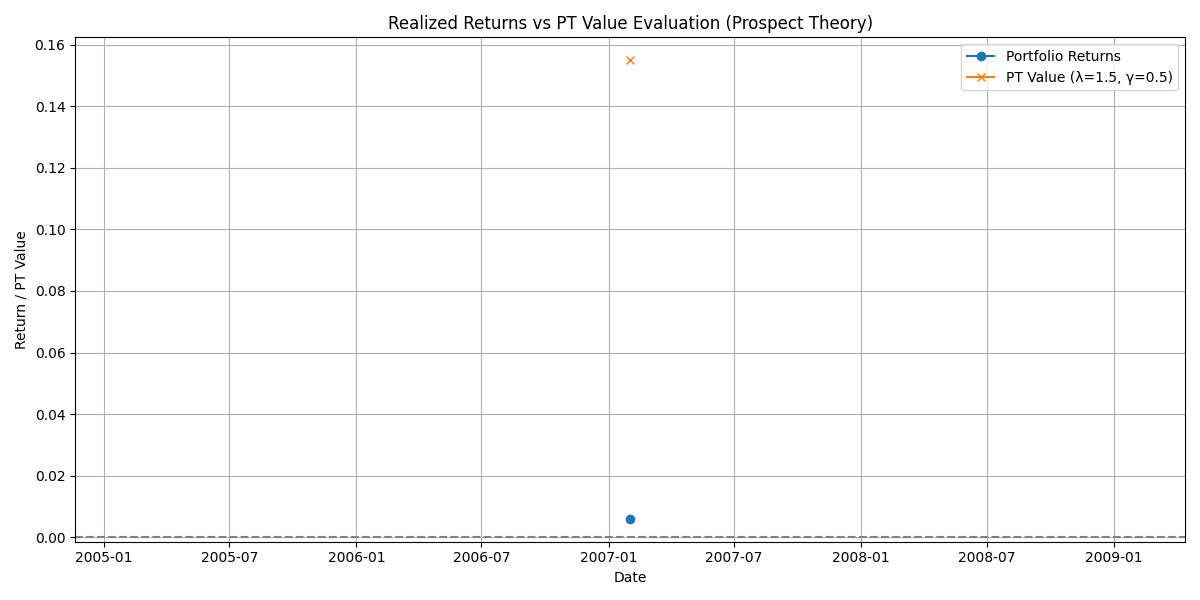 Realized Returns vs PT Value Evaluation (Prospect Theory)
Portfolio Returns
PT Value (λ=1.5, γ=0.5)
Return / PT Value
0.16
0.14
0.12
0.10
0.08
0.06
0.04
0.02
0.00
2005-01 2005-07 2006-01 2006-07 2007-01 2007-07 2008-01 2008-07 2009-01
Date